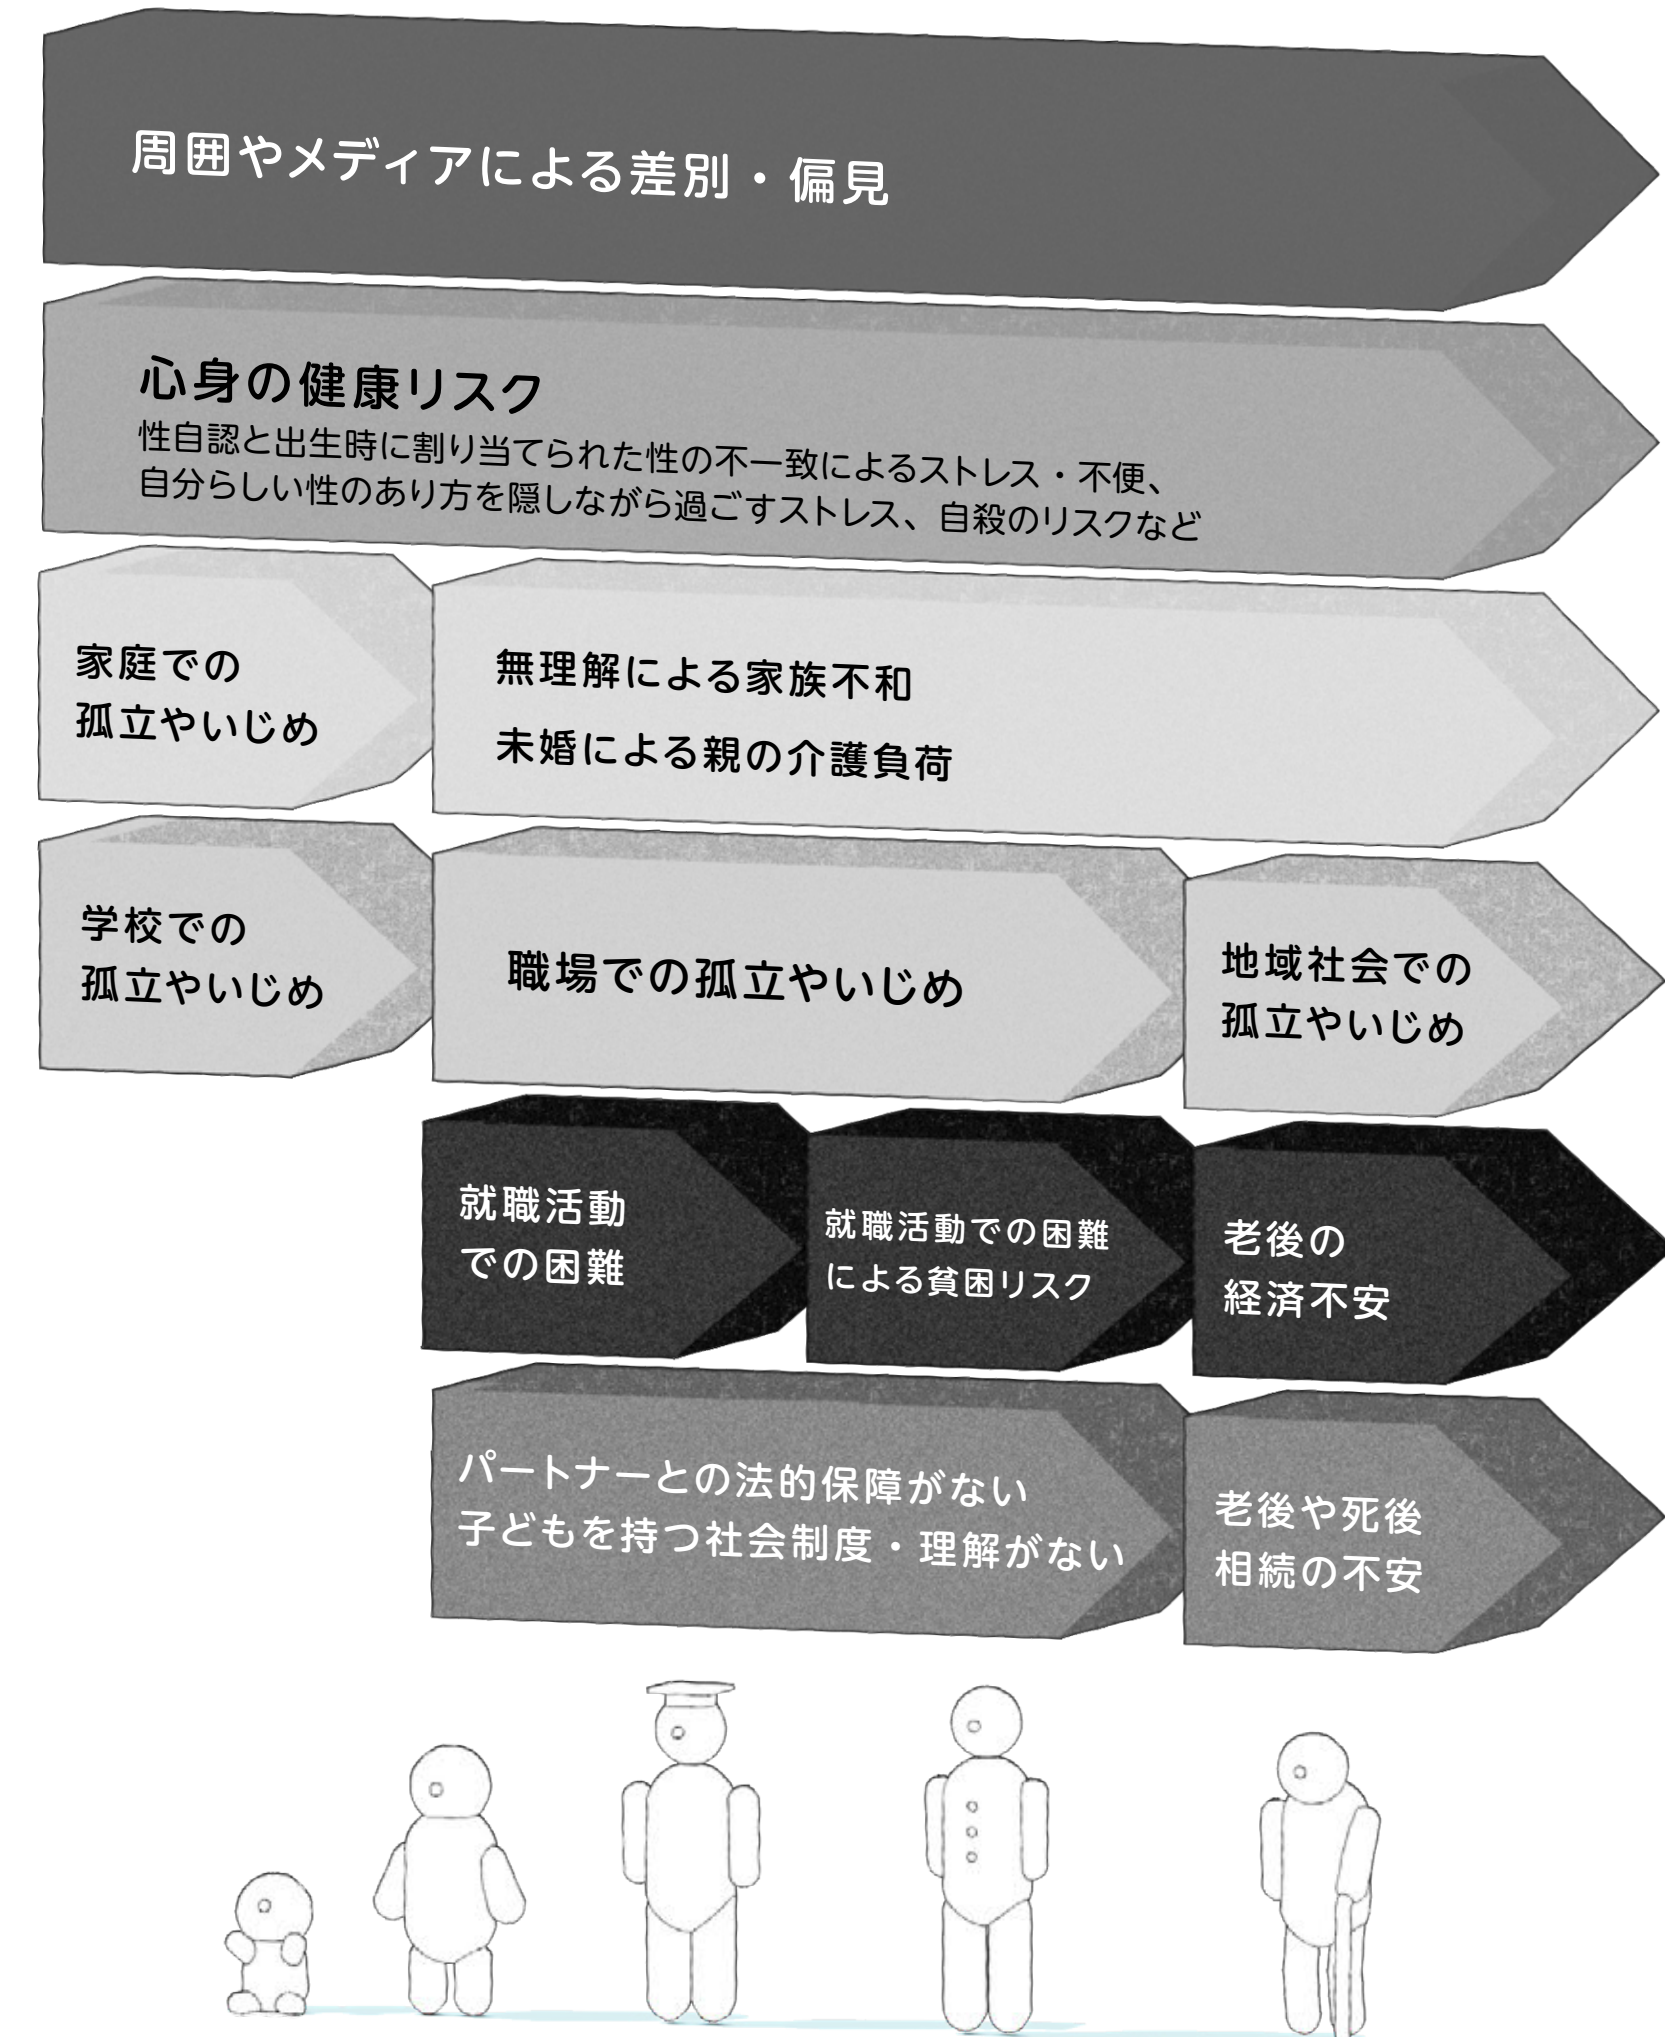 周囲やメディアによる差別・偏見
心身の健康リスク
性自認と出生時に割り当てられた性の不一致によるストレス・不便、
自分らしい性のあり方を隠しながら過ごすストレス、自殺のリスクなど
家庭での
孤立やいじめ
無理解による家族不和
未婚による親の介護負荷
学校での
孤立やいじめ
職場での孤立やいじめ
地域社会での
孤立やいじめ
就職活動
での困難
就職活動での困難
による貧困リスク
老後の
経済不安
パートナーとの法的保障がない
子どもを持つ社会制度・理解がない
老後や死後
相続の不安